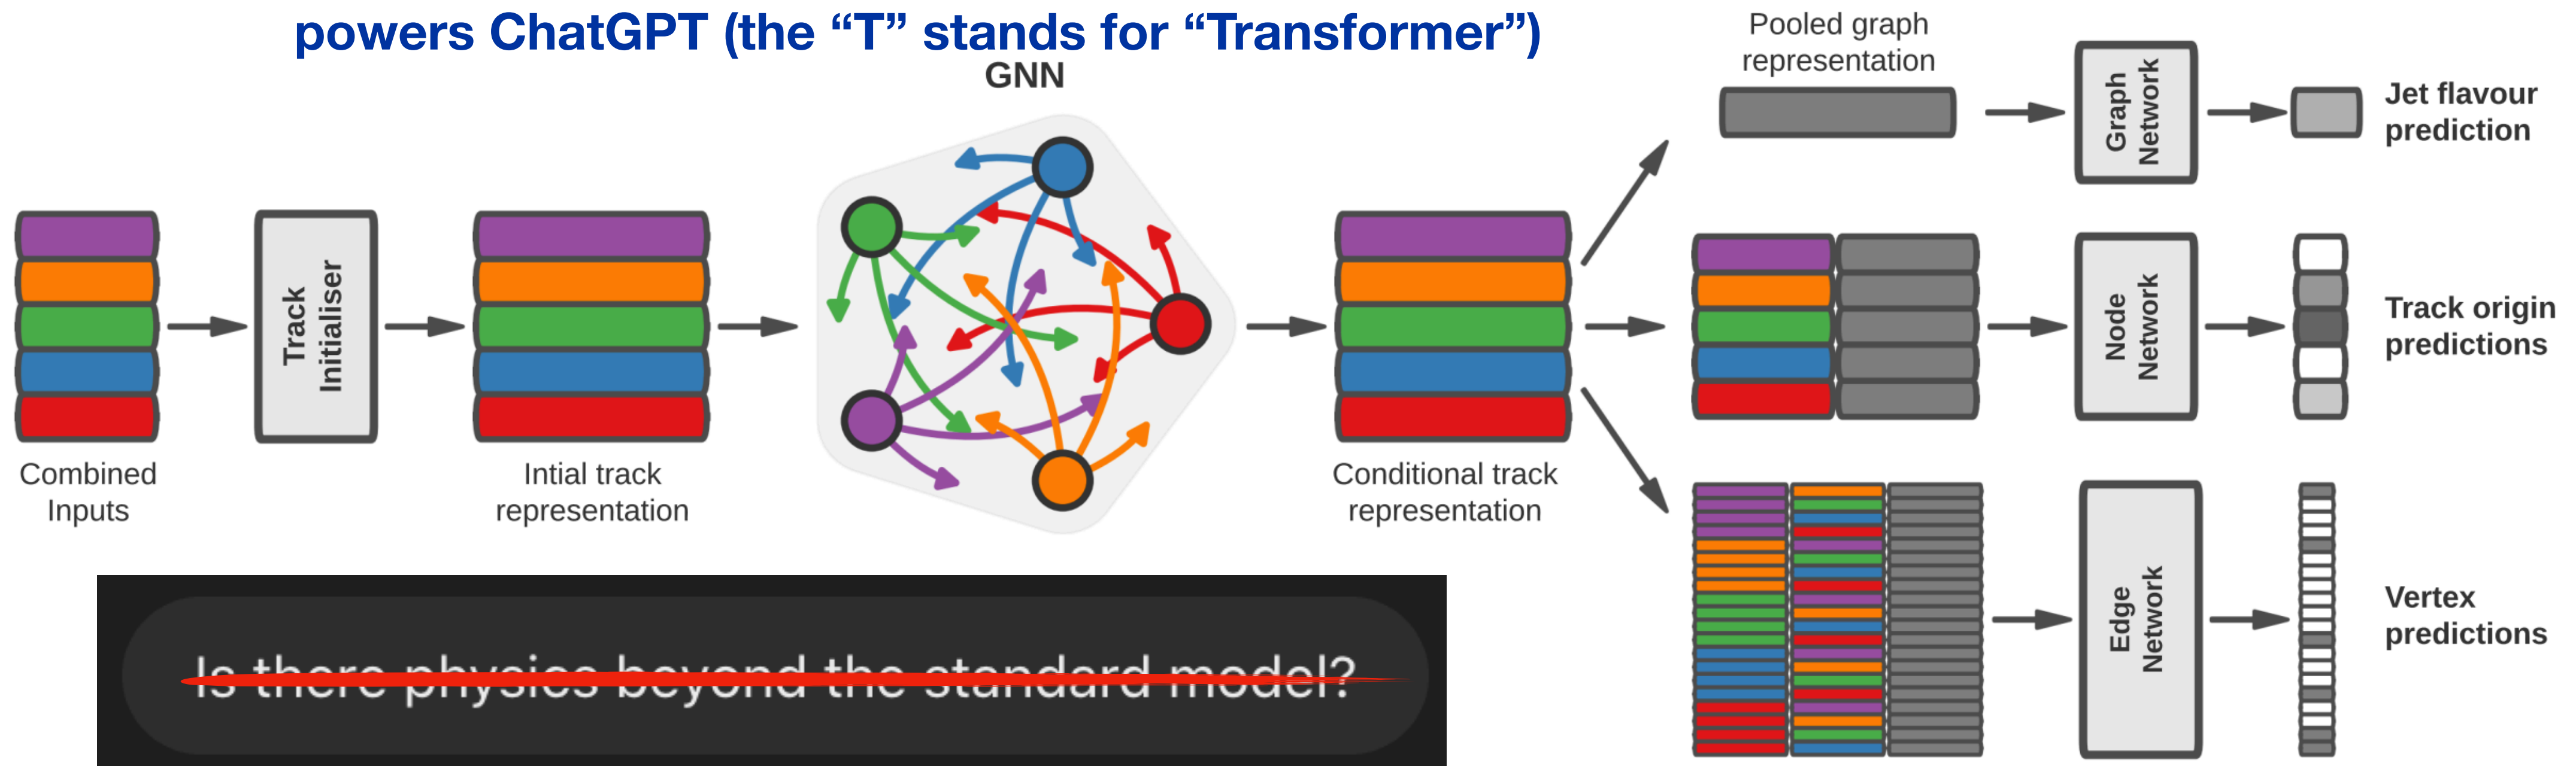 powers ChatGPT (the “T” stands for “Transformer”)
GNN
Combined
Inputs
Track
Initialiser
Intial track
representation
Conditional track
representation
Pooled graph
representation
Graph
Network
Jet flavour
prediction
Node
Network
Track origin
predictions
Edge
Network
Vertex
predictions
Is there physics beyond the standard model?